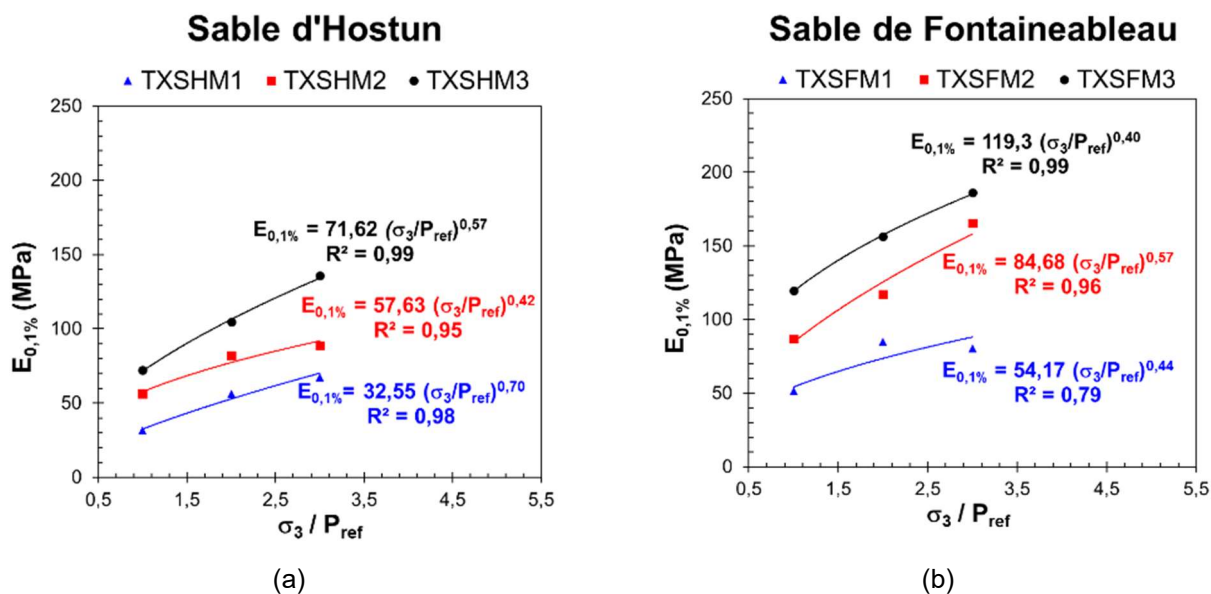 Sable d'Hostun
TXSHM1 TXSHM2 TXSHM3
250
200
150
100
50
0
E0,1% (MPa)
E0,1% = 71,62 (σ3/Pref)0,57
R² = 0,99
E0,1% = 57,63 (σ3/Pref)0,42
R² = 0,95
E0,1%= 32,55 (σ3/Pref)0,70
R² = 0,98
0,5 1,5 2,5 3,5 4,5 5,5
σ3 / Pref
(a)
Sable de Fontaineableau
TXSFM1 TXSFM2 TXSFM3
250
200
150
100
50
0
E0,1% (MPa)
E0,1% = 119,3 (σ3/Pref)0,40
R² = 0,99
E0,1% = 84,68 (σ3/Pref)0,57
R² = 0,96
E0,1% = 54,17 (σ3/Pref)0,44
R² = 0,79
0,5 1,5 2,5 3,5 4,5 5,5
σ3 / Pref
(b)